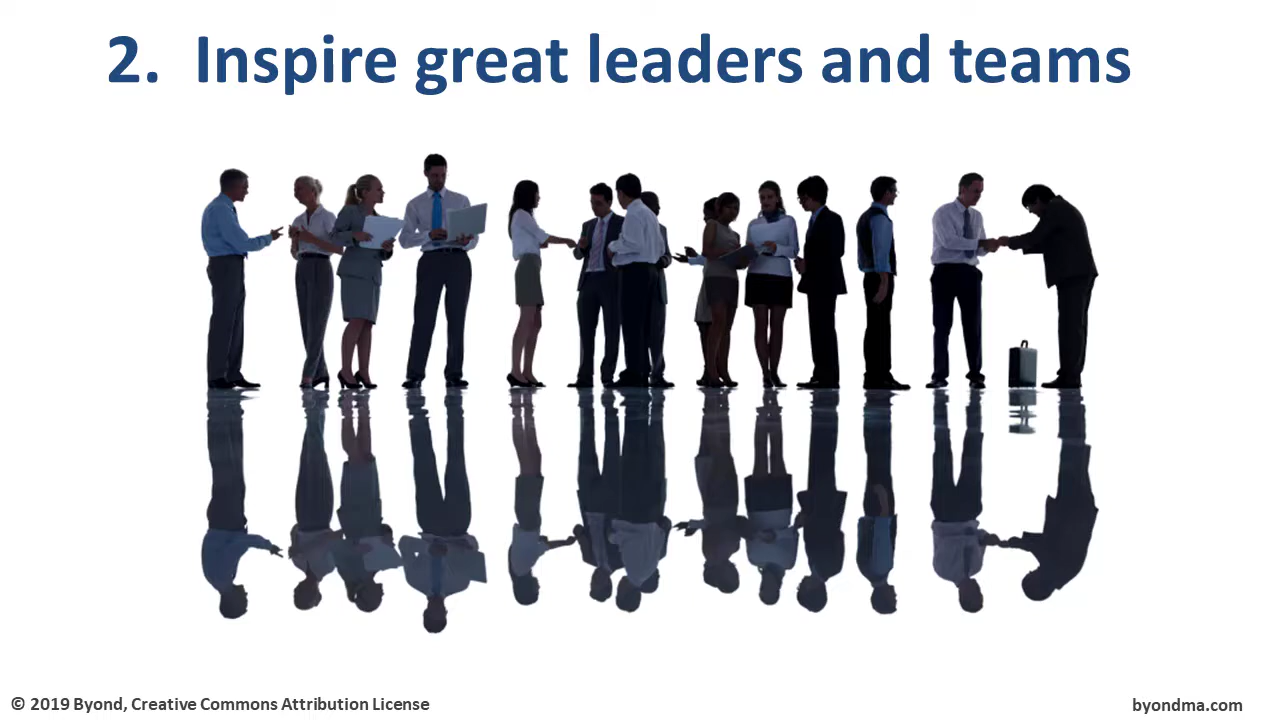 2. Inspire great leaders and teams
© 2019 Byond, Creative Commons Attribution License
byondma.com